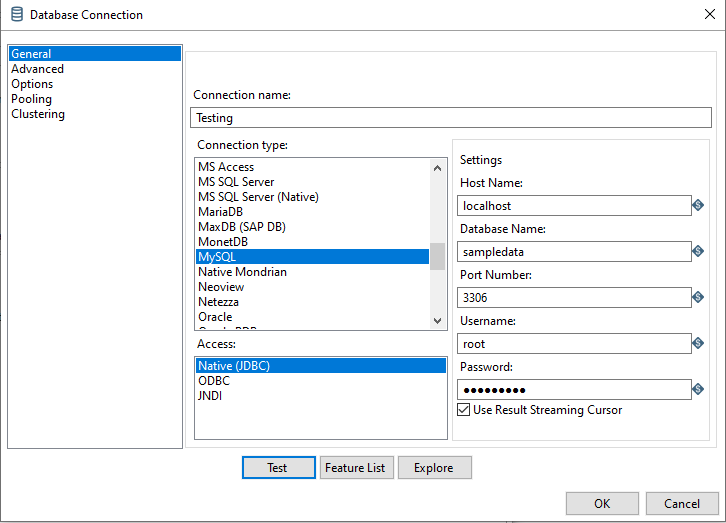 Database Connection
General
Advanced
Options
Pooling
Clustering
Connection name:
Testing
Connection type:
MS Access
MS SQL Server
MS SQL Server (Native)
MariaDB
MaxDB (SAP DB)
MonetDB
MySQL
Native Mondrian
Neoview
Netezza
Oracle
Access:
Native (JDBC)
ODBC
JNDI
Settings
Host Name:
localhost
Database Name:
sampledata
Port Number:
3306
Username:
root
Password:
●●●●●●●●●
Use Result Streaming Cursor
Test
Feature List
Explore
OK
Cancel